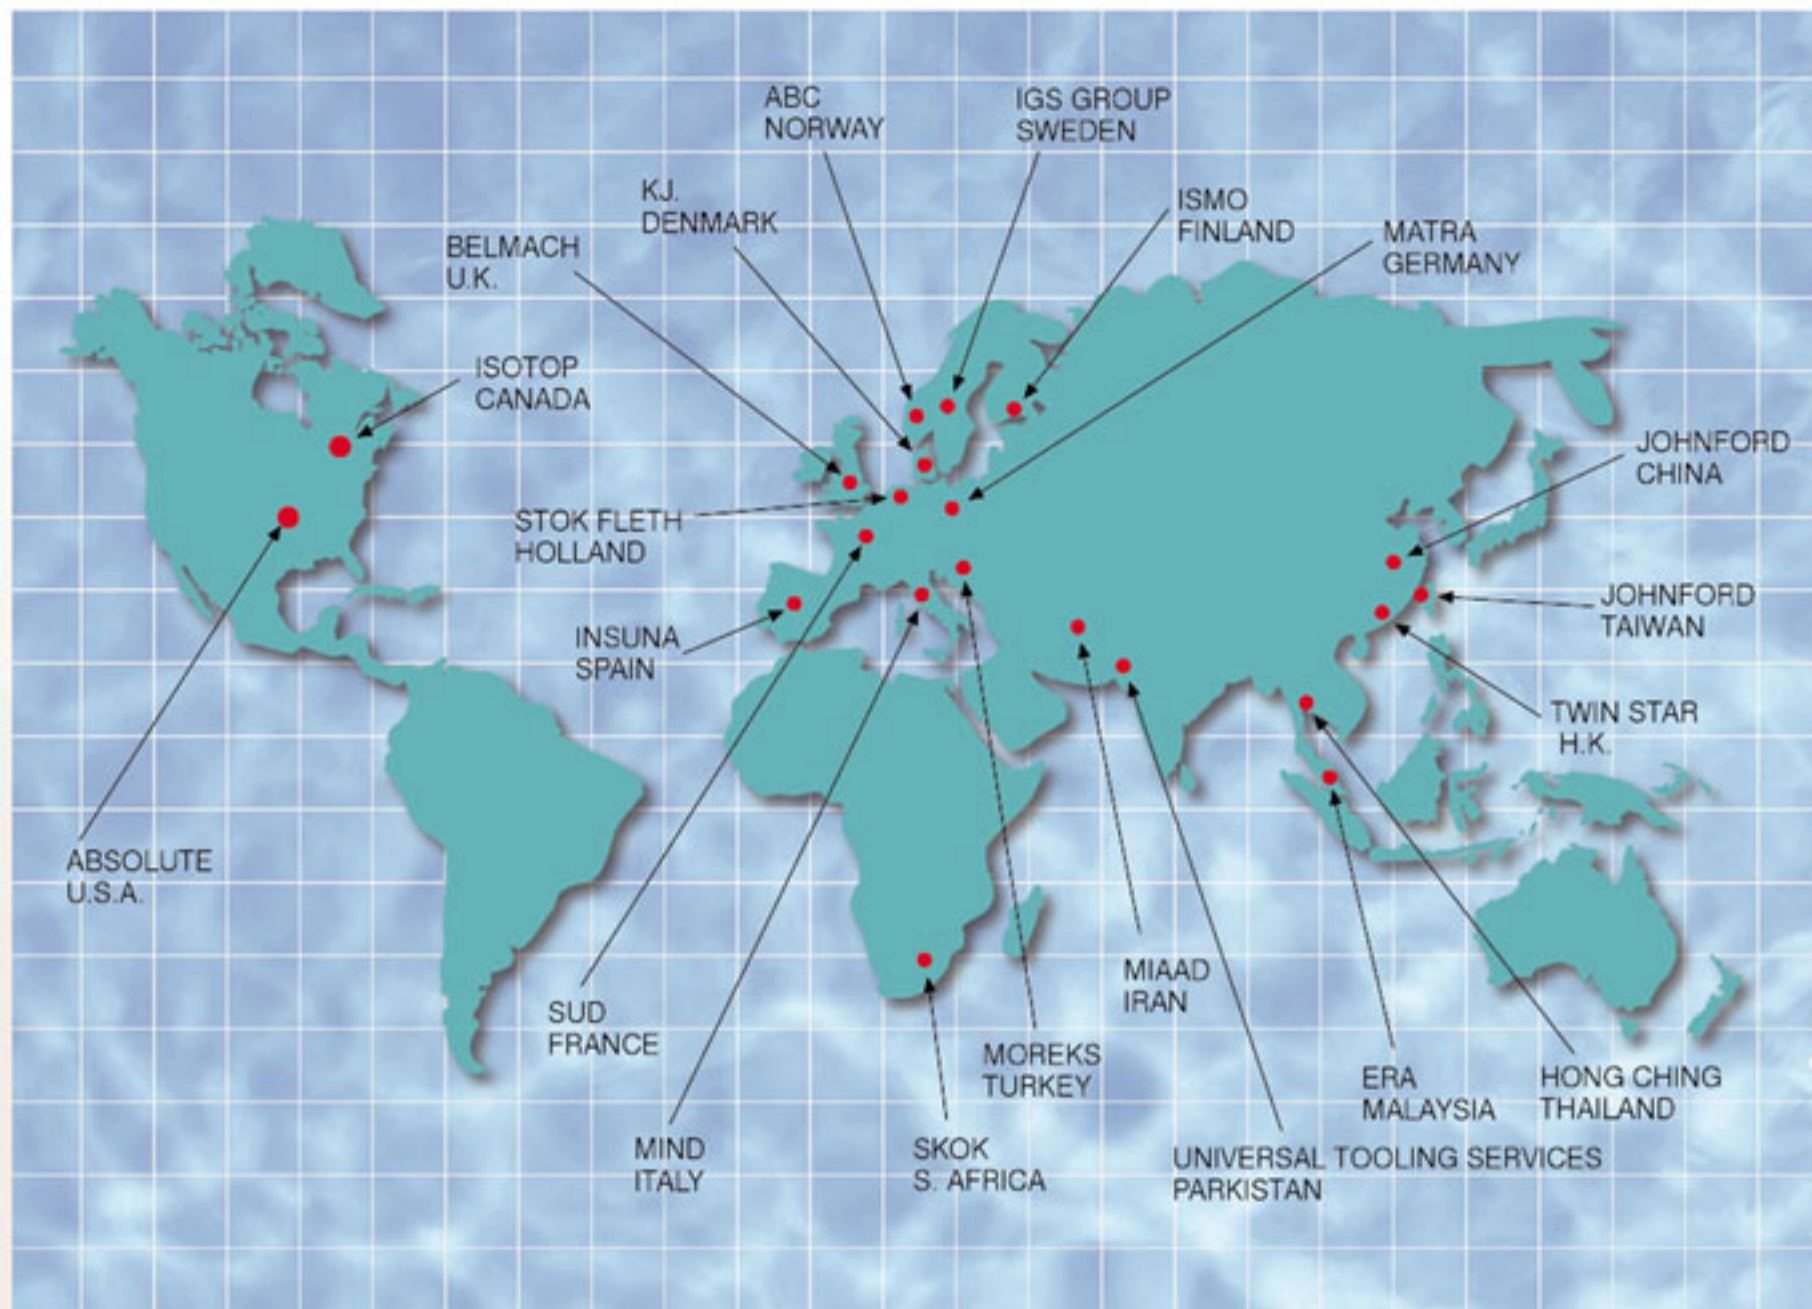 ABC
NORWAY
IGS GROUP
SWEDEN
KJ.
DENMARK
ISMO
FINLAND
BELMACH
U.K.
MATRA
GERMANY
ISOTOP
CANADA
JOHNFORD
CHINA
STOK FLETH
HOLLAND
JOHNFORD
TAIWAN
INSUNA
SPAIN
TWIN STAR
H.K.
ABSOLUTE
U.S.A.
MIAAD
IRAN
SUD
FRANCE
MOREKS
TURKEY
ERA
MALAYSIA
HONG CHING
THAILAND
MIND
ITALY
SKOK
S. AFRICA
UNIVERSAL TOOLING SERVICES
PARKISTAN